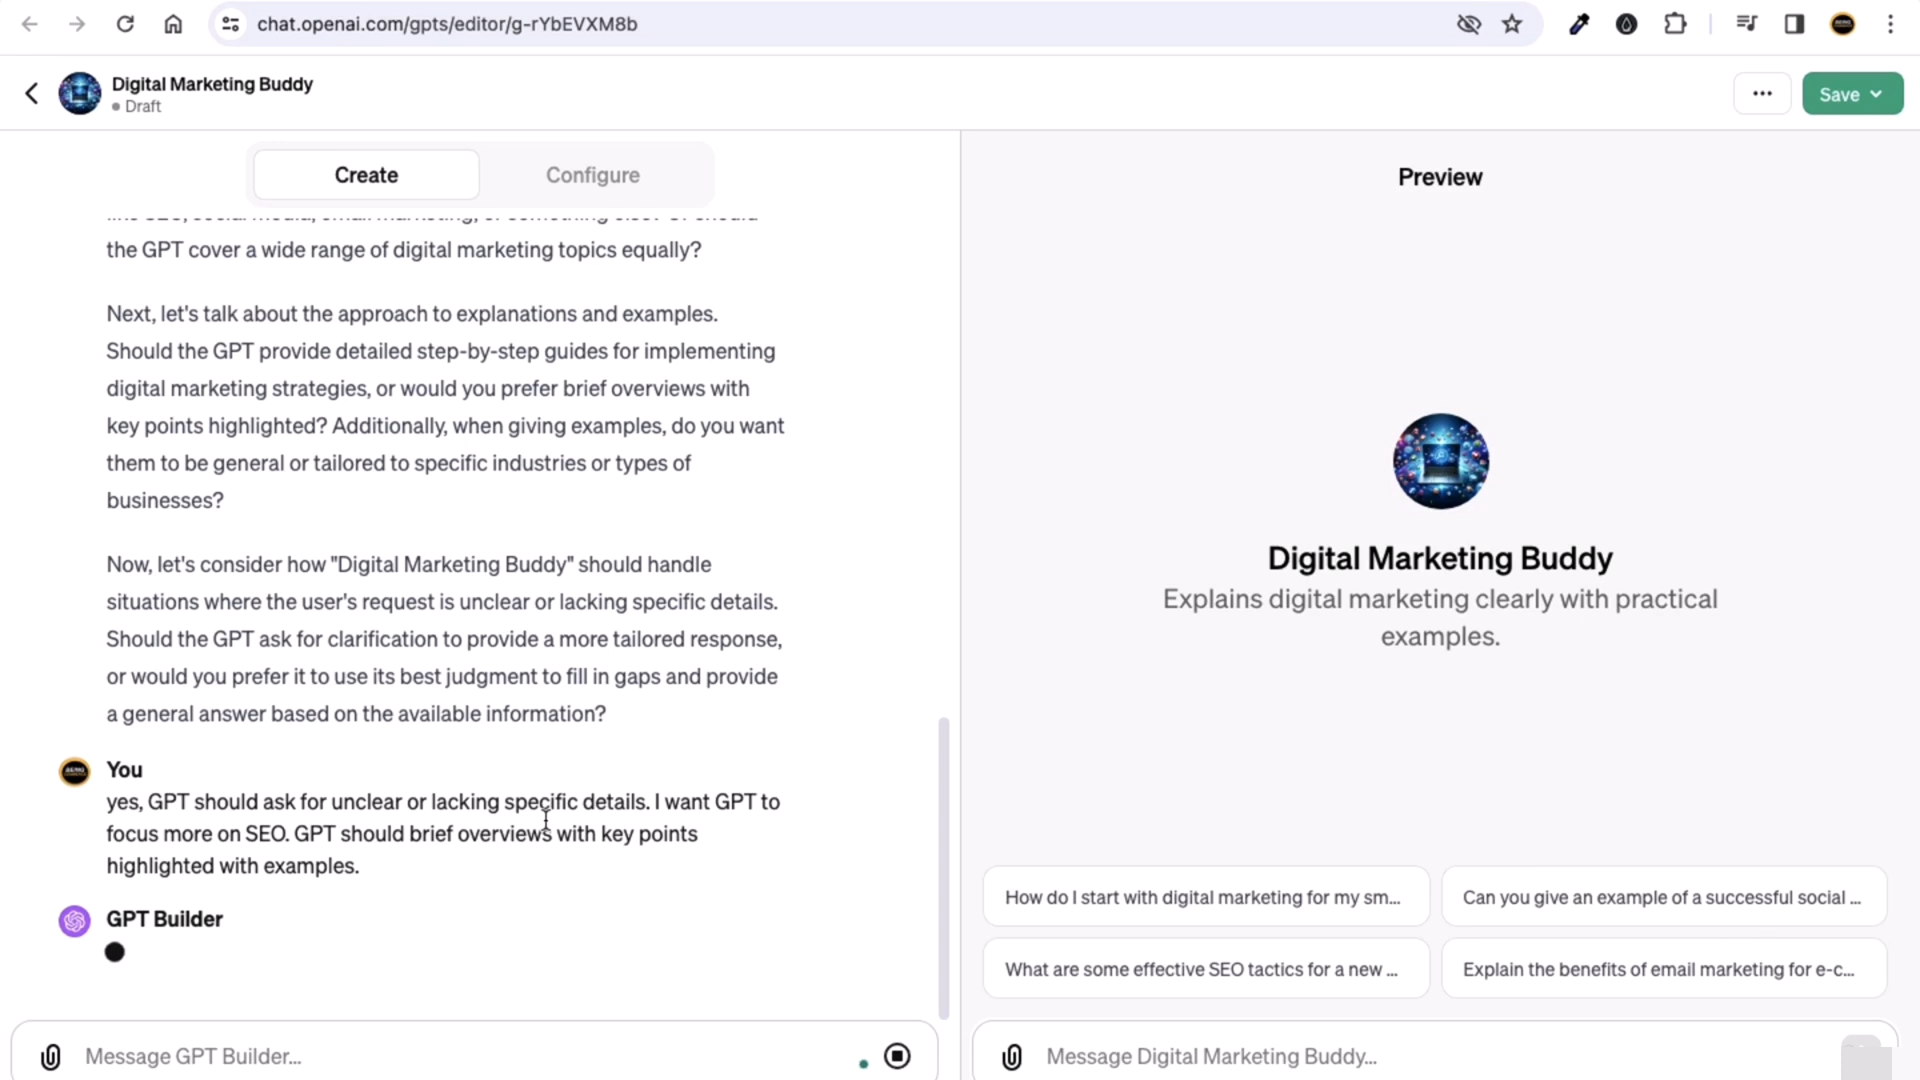 chat.openai.com/gpts/editor/g-rYbEVXM8b
Digital Marketing Buddy
Draft
Save
Create
Configure
Preview
the GPT cover a wide range of digital marketing topics equally?
Next, let's talk about the approach to explanations and examples.
Should the GPT provide detailed step-by-step guides for implementing
digital marketing strategies, or would you prefer brief overviews with
key points highlighted? Additionally, when giving examples, do you want
them to be general or tailored to specific industries or types of
businesses?
Now, let's consider how "Digital Marketing Buddy" should handle
situations where the user's request is unclear or lacking specific details.
Should the GPT ask for clarification to provide a more tailored response,
or would you prefer it to use its best judgment to fill in gaps and provide
a general answer based on the available information?
You
yes, GPT should ask for unclear or lacking specific details. I want GPT to
focus more on SEO. GPT should brief overviews with key points
highlighted with examples.
GPT Builder
Message GPT Builder...
Digital Marketing Buddy
Explains digital marketing clearly with practical
examples.
How do I start with digital marketing for my sm...
Can you give an example of a successful social ...
What are some effective SEO tactics for a new ...
Explain the benefits of email marketing for e-c...
Message Digital Marketing Buddy...